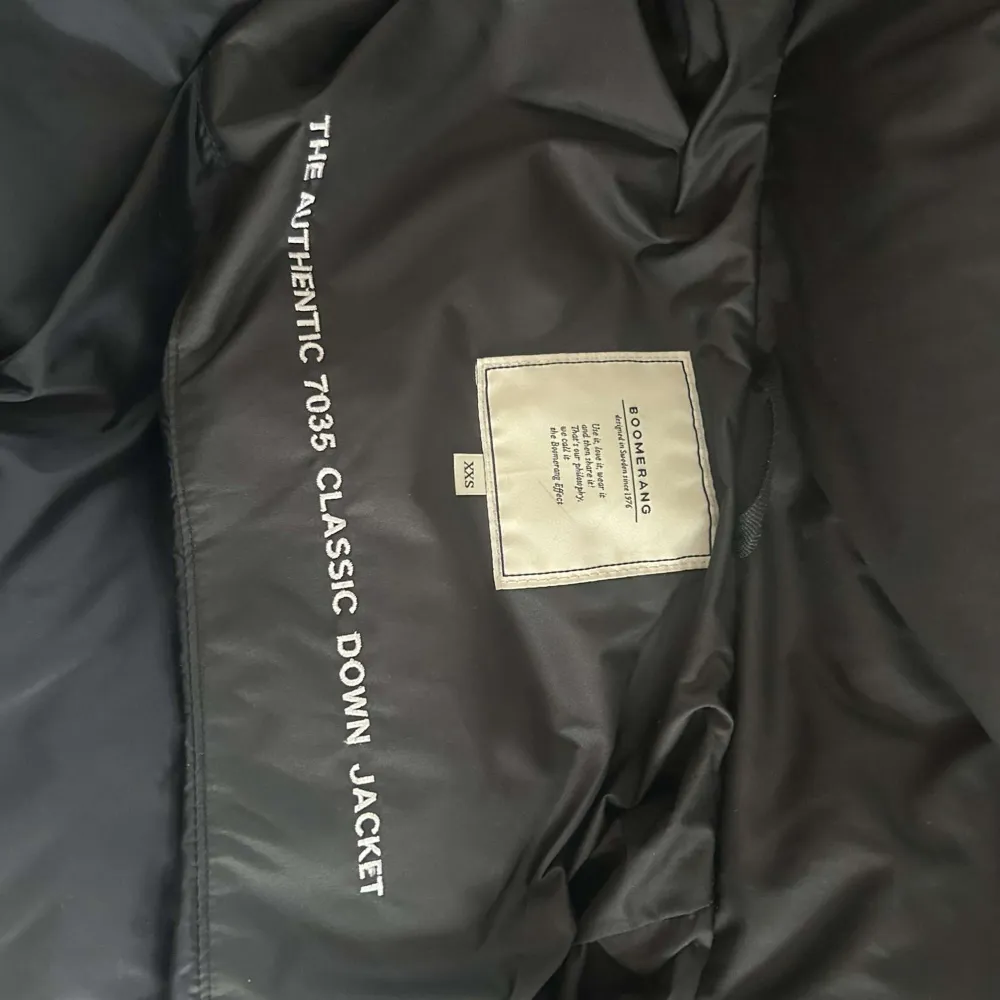 BOOMERANG
designed in Sweden since 1976
Use it, love it, wear it
and then share it!
That's our philosophy,
we call it
the Boomerang Effect
XXS
THE AUTHENTIC 7035 CLASSIC DOWN JACKET